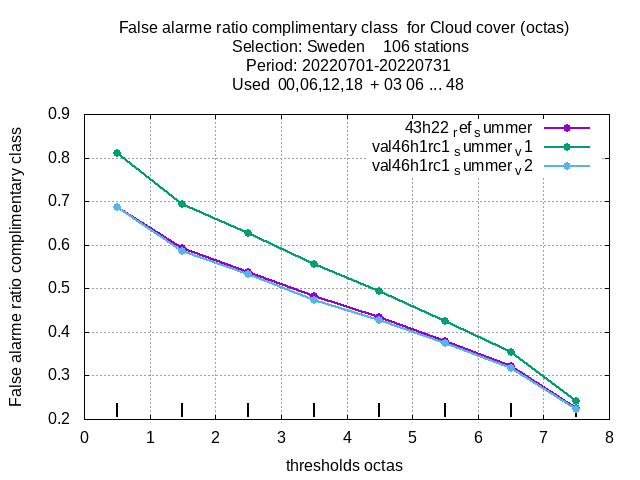 False alarme ratio complimentary class  for Cloud cover (octas)
Selection: Sweden    106 stations
Period: 20220701-20220731
Used  00,06,12,18  + 03 06 ... 48
43h22 ref summer
val46h1rc1 summer v1
val46h1rc1 summer v2
False alarme ratio complimentary class
0.9
0.8
0.7
0.6
0.5
0.4
0.3
0.2
0 1 2 3 4 5 6 7 8
thresholds octas